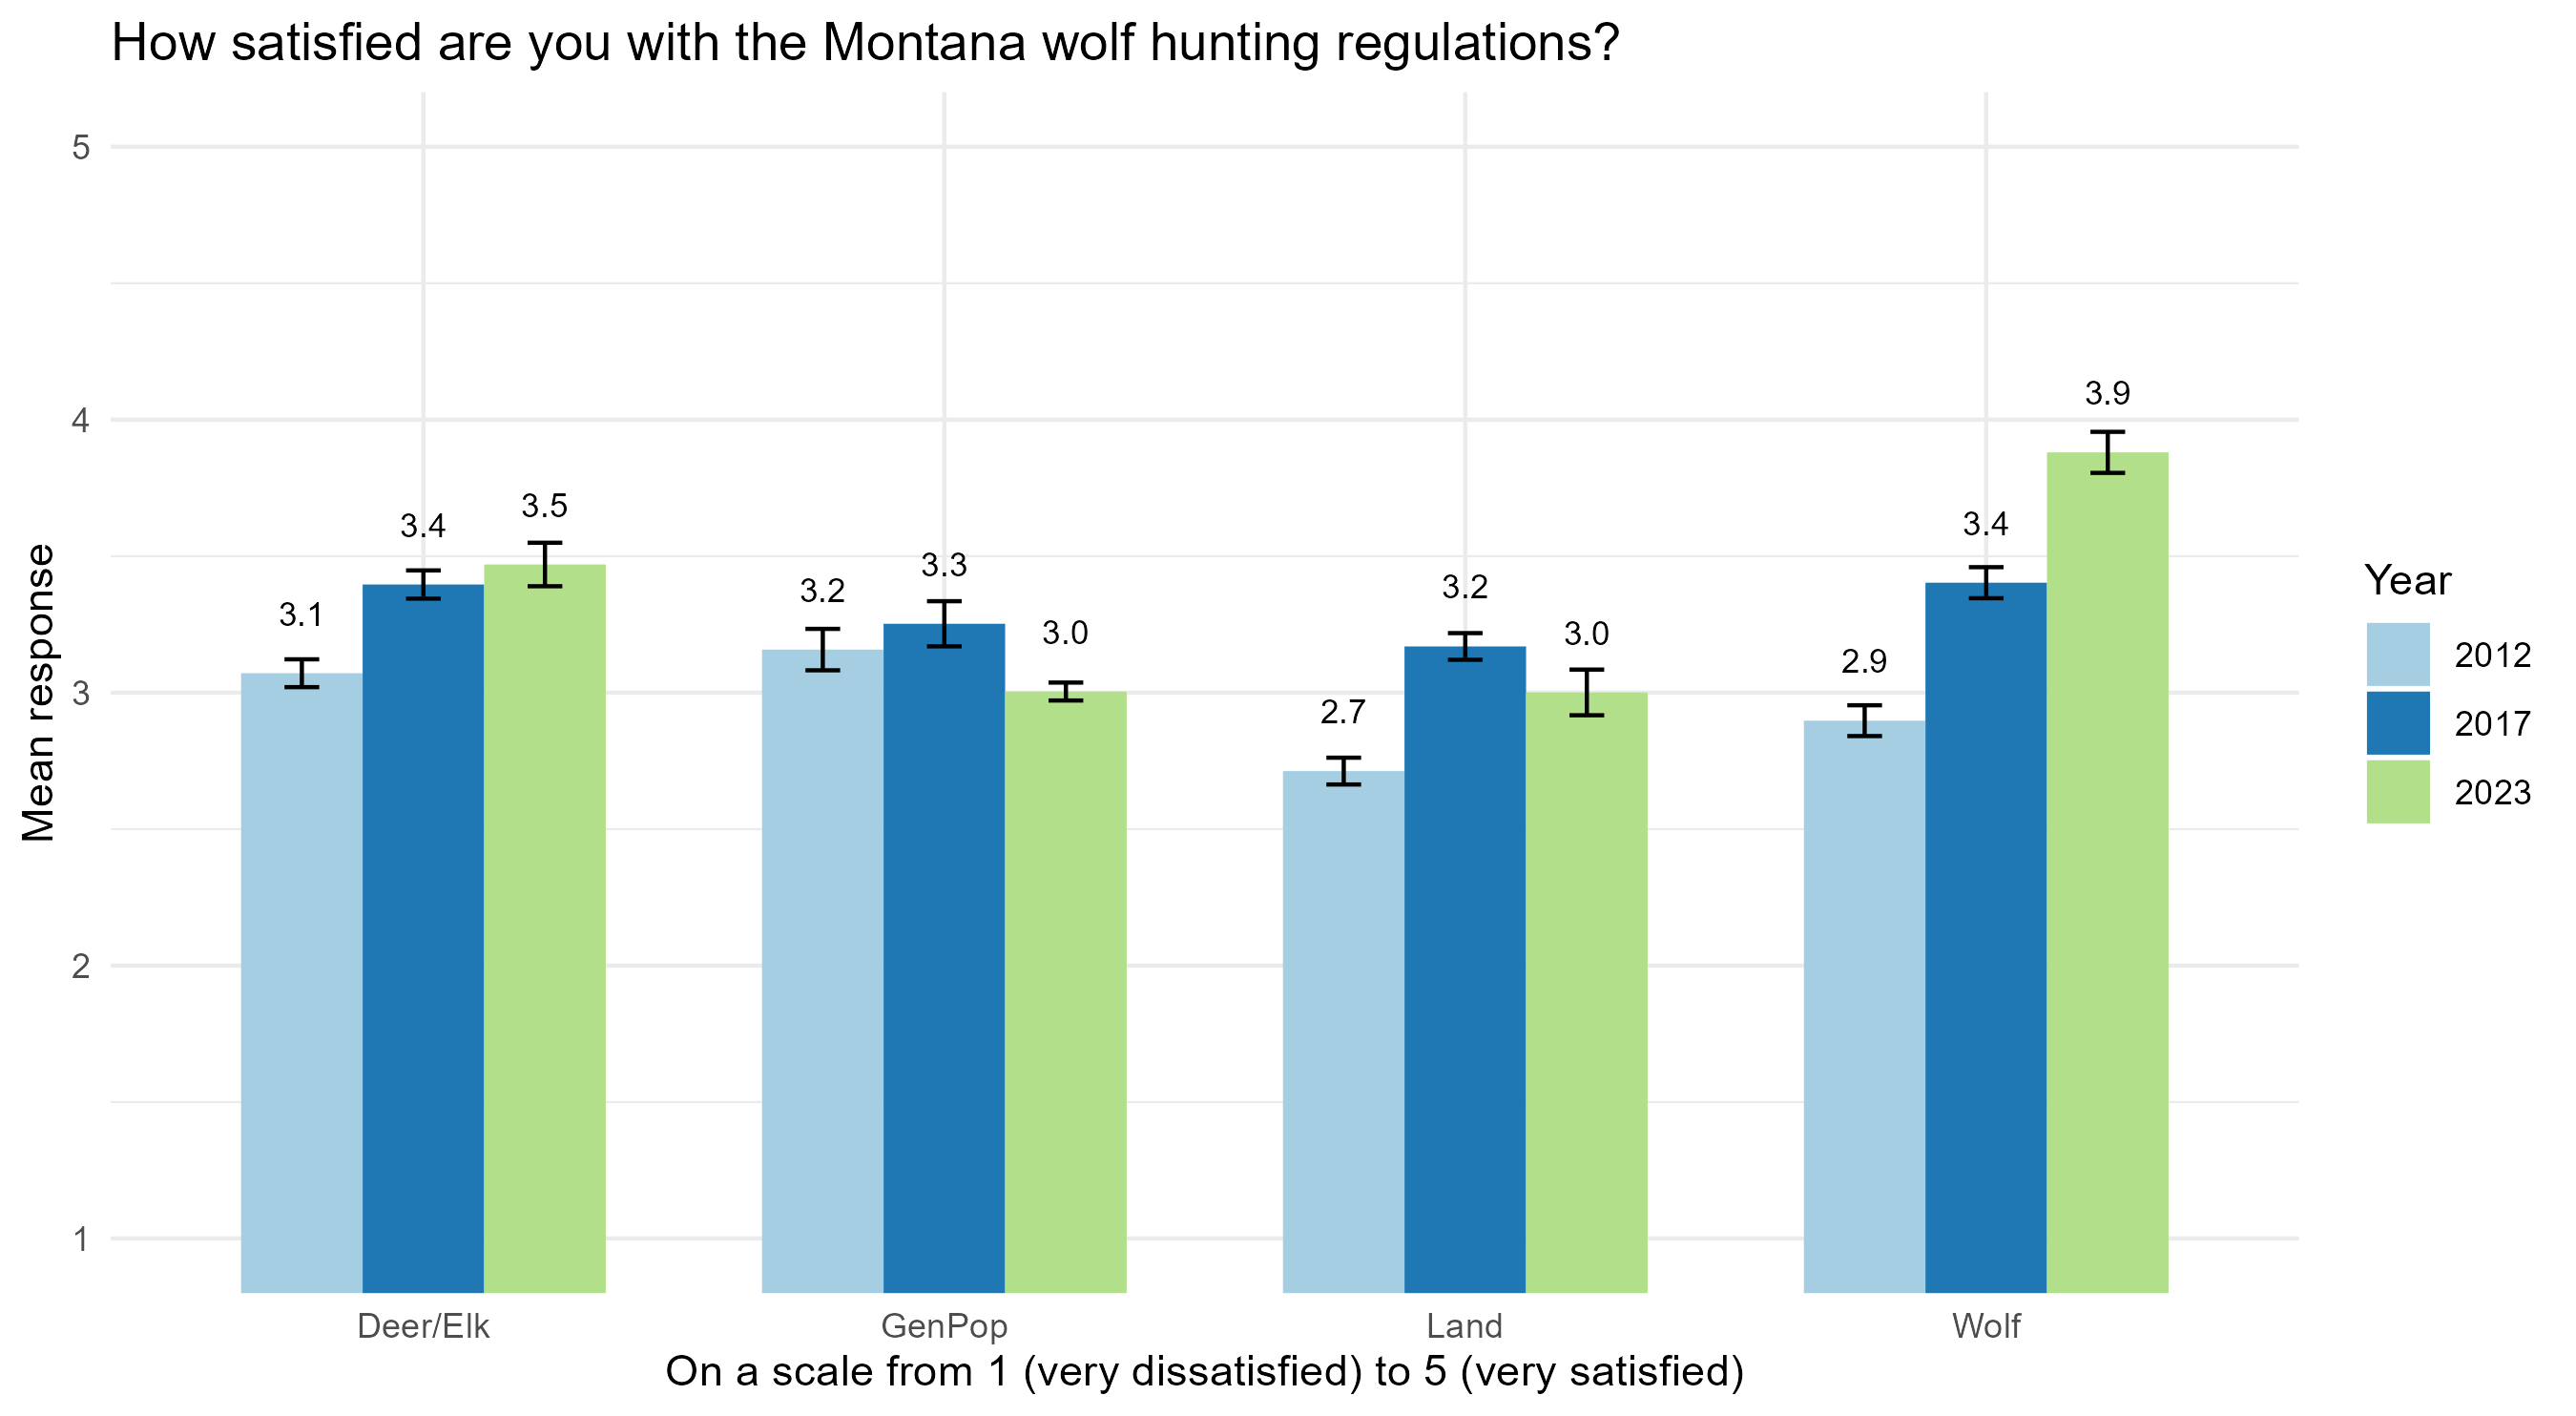 How satisfied are you with the Montana wolf hunting regulations?
Mean response
5
4
3
2
1
3.1
3.4
3.5
3.2
3.3
3.0
2.7
3.2
3.0
2.9
3.4
3.9
Deer/Elk
GenPop
Land
Wolf
On a scale from 1 (very dissatisfied) to 5 (very satisfied)
Year
2012
2017
2023